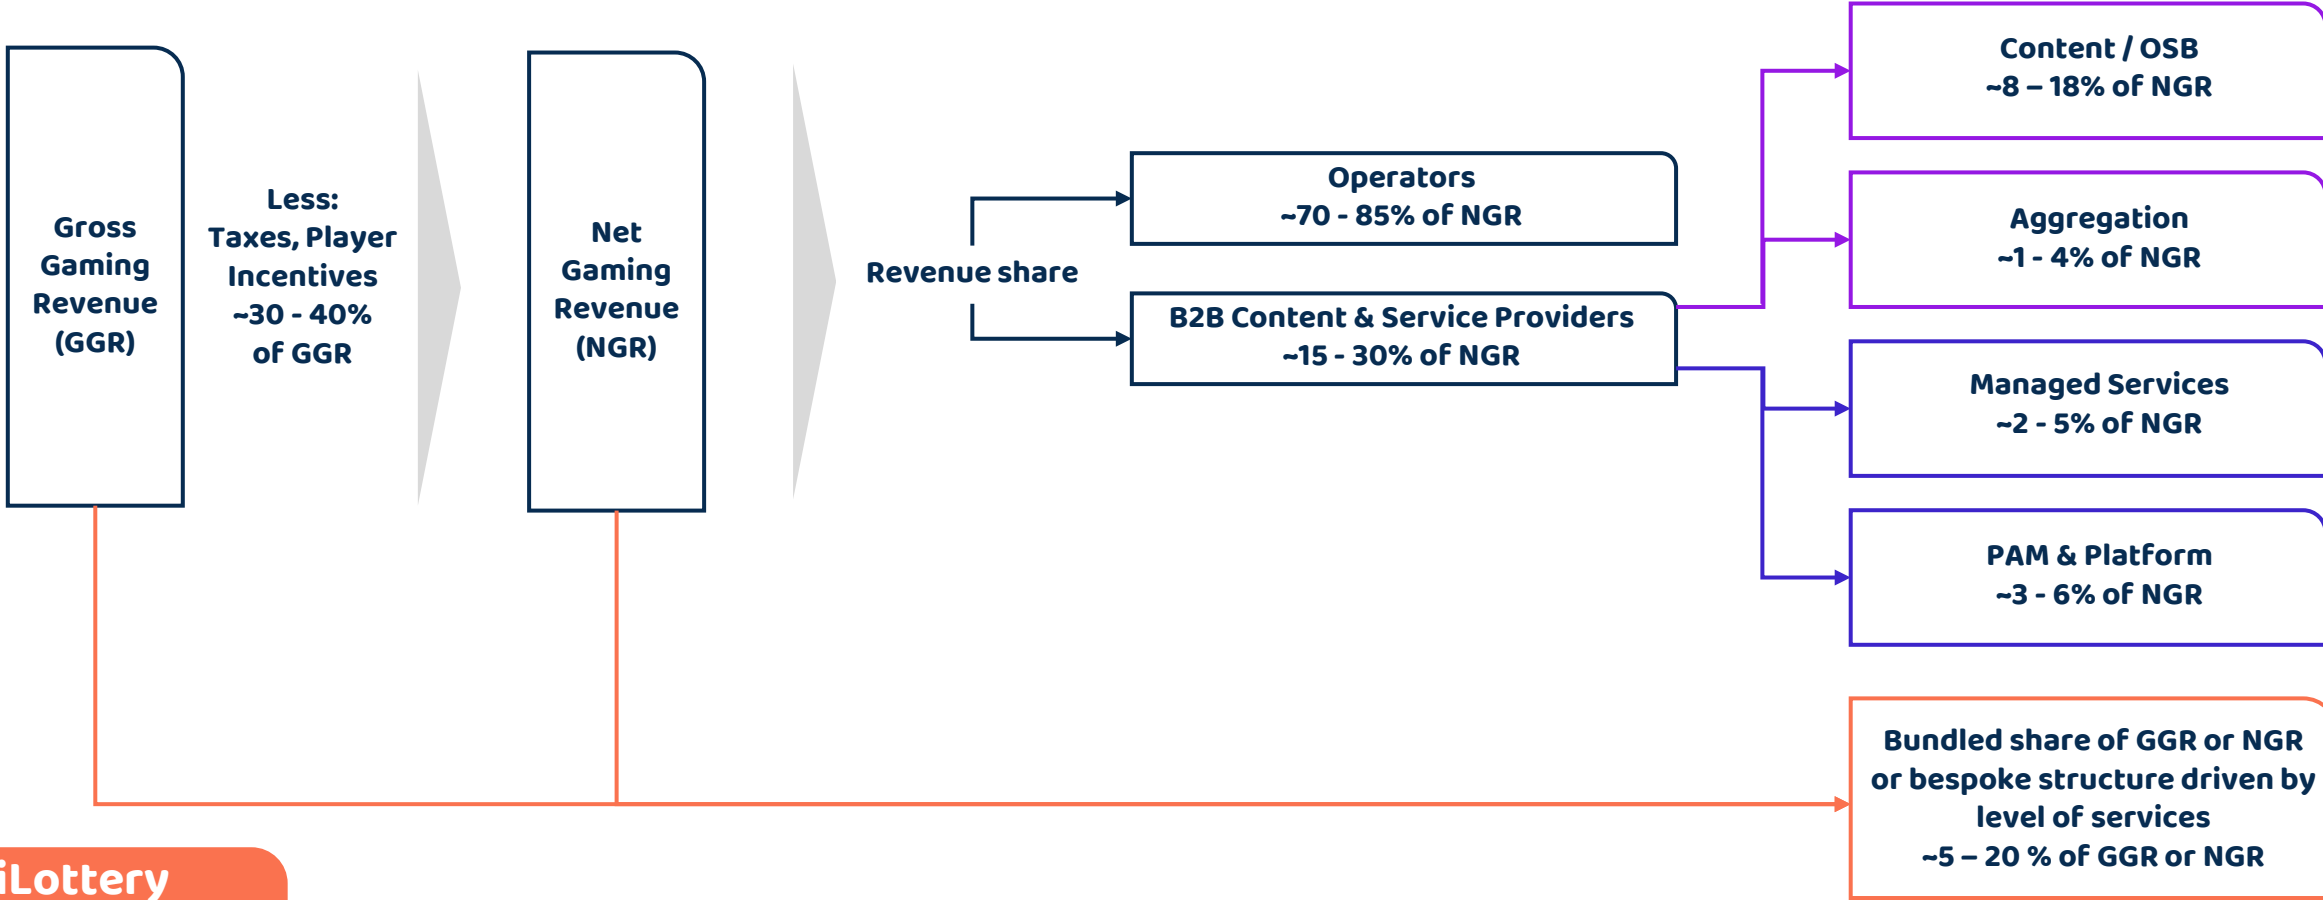 Gross
Gaming
Revenue
(GGR)
Less:
Taxes, Player
Incentives
~30 - 40%
of GGR
Net
Gaming
Revenue
(NGR)
Revenue share
Operators
~70 - 85% of NGR
B2B Content & Service Providers
~15 - 30% of NGR
Content / OSB
~8 – 18% of NGR
Aggregation
~1 - 4% of NGR
Managed Services
~2 - 5% of NGR
PAM & Platform
~3 - 6% of NGR
Bundled share of GGR or NGR
or bespoke structure driven by
level of services
~5 – 20 % of GGR or NGR
iLottery